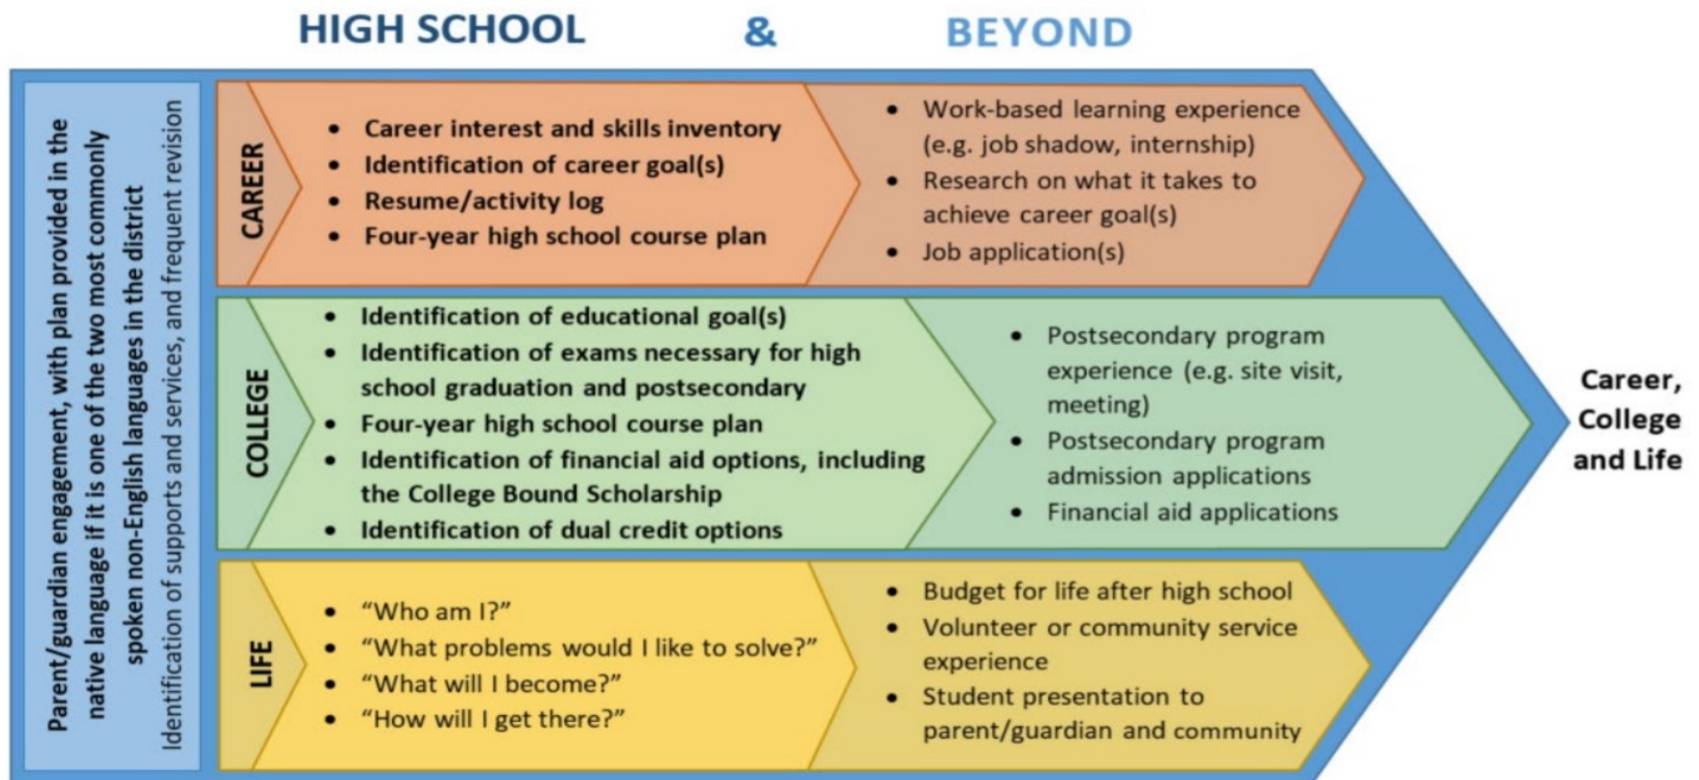 HIGH SCHOOL & BEYOND
Parent/guardian engagement, with plan provided in the
native language if it is one of the two most commonly
spoken non-English languages in the district
Identification of supports and services, and frequent revision
CAREER
• Career interest and skills inventory
• Identification of career goal(s)
• Resume/activity log
• Four-year high school course plan
• Work-based learning experience
(e.g. job shadow, internship)
• Research on what it takes to
achieve career goal(s)
• Job application(s)
COLLEGE
• Identification of educational goal(s)
• Identification of exams necessary for high
school graduation and postsecondary
• Four-year high school course plan
• Identification of financial aid options, including
the College Bound Scholarship
• Identification of dual credit options
• Postsecondary program
experience (e.g. site visit,
meeting)
• Postsecondary program
admission applications
• Financial aid applications
LIFE
• “Who am I?”
• “What problems would I like to solve?”
• “What will I become?”
• “How will I get there?”
• Budget for life after high school
• Volunteer or community service
experience
• Student presentation to
parent/guardian and community
Career,
College
and Life